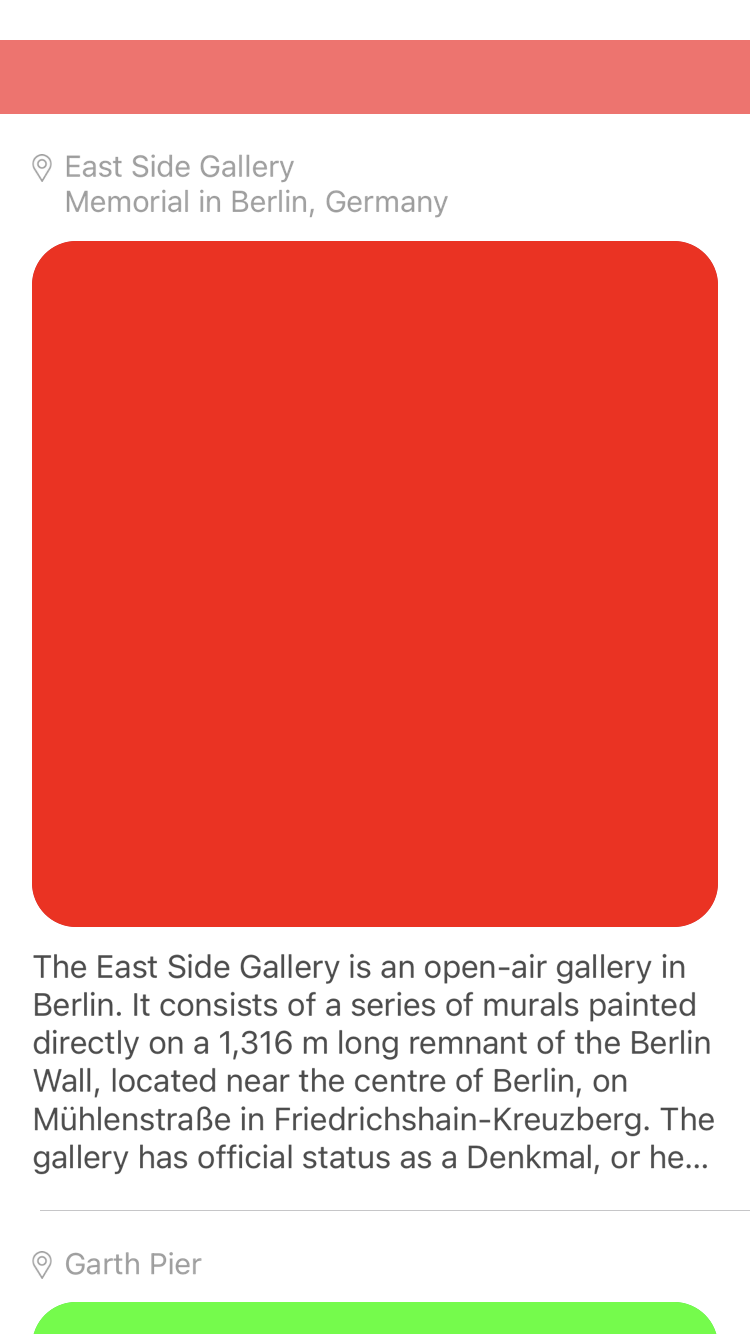 East Side Gallery
Memorial in Berlin, Germany
The East Side Gallery is an open-air gallery in
Berlin. It consists of a series of murals painted
directly on a 1,316 m long remnant of the Berlin
Wall, located near the centre of Berlin, on
Mühlenstraße in Friedrichshain-Kreuzberg. The
gallery has official status as a Denkmal, or he...
Garth Pier